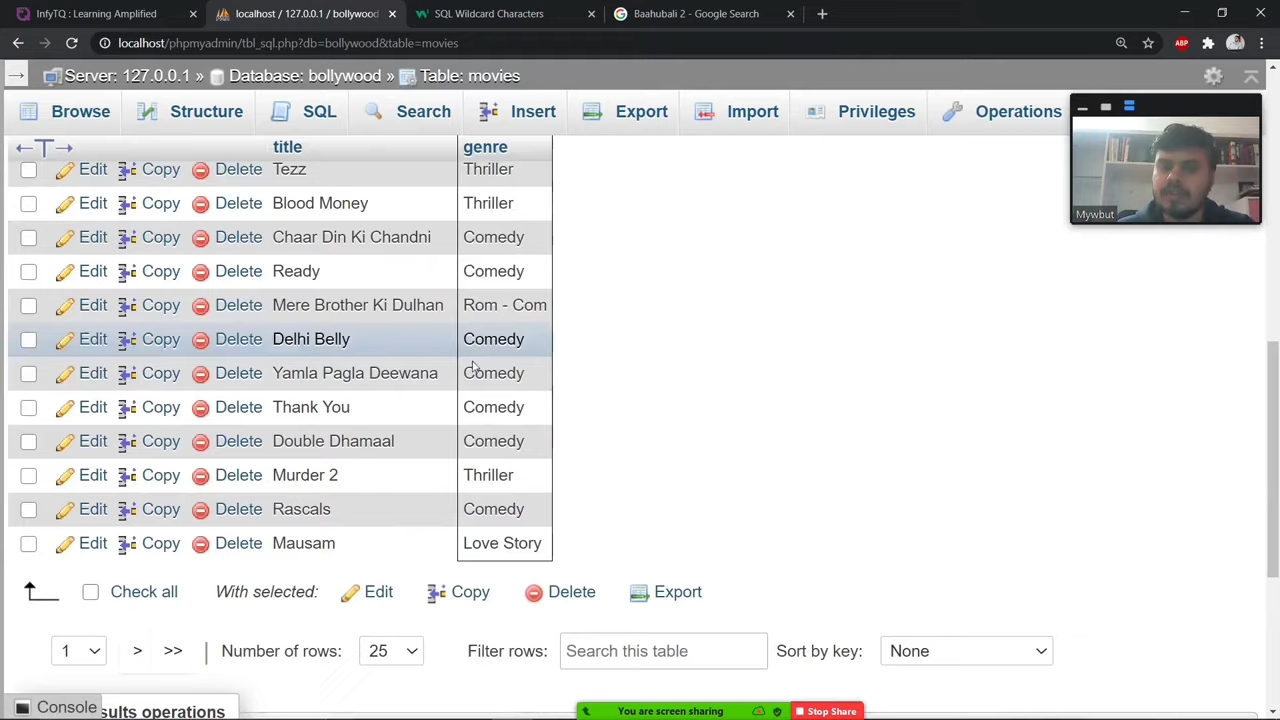 InfyTQ : Learning Amplified
localhost / 127.0.0.1 / bollywood
SQL Wildcard Characters
Baahubali 2 - Google Search
localhost/phpmyadmin/tbl_sql.php?db=bollywood&table=movies
ABP
Server: 127.0.0.1 » Database: bollywood » Table: movies
Browse Structure SQL Search Insert Export Import Privileges Operations
title genre
Edit Copy Delete Tezz Thriller
Edit Copy Delete Blood Money Thriller
Edit Copy Delete Chaar Din Ki Chandni Comedy
Edit Copy Delete Ready Comedy
Edit Copy Delete Mere Brother Ki Dulhan Rom - Com
Edit Copy Delete Delhi Belly Comedy
Edit Copy Delete Yamla Pagla Deewana Comedy
Edit Copy Delete Thank You Comedy
Edit Copy Delete Double Dhamaal Comedy
Edit Copy Delete Murder 2 Thriller
Edit Copy Delete Rascals Comedy
Edit Copy Delete Mausam Love Story
Mywbut
Check all With selected: Edit Copy Delete Export
1 > >> | Number of rows: 25 Filter rows: Search this table Sort by key: None
Console sults operations
You are screen sharing Stop Share